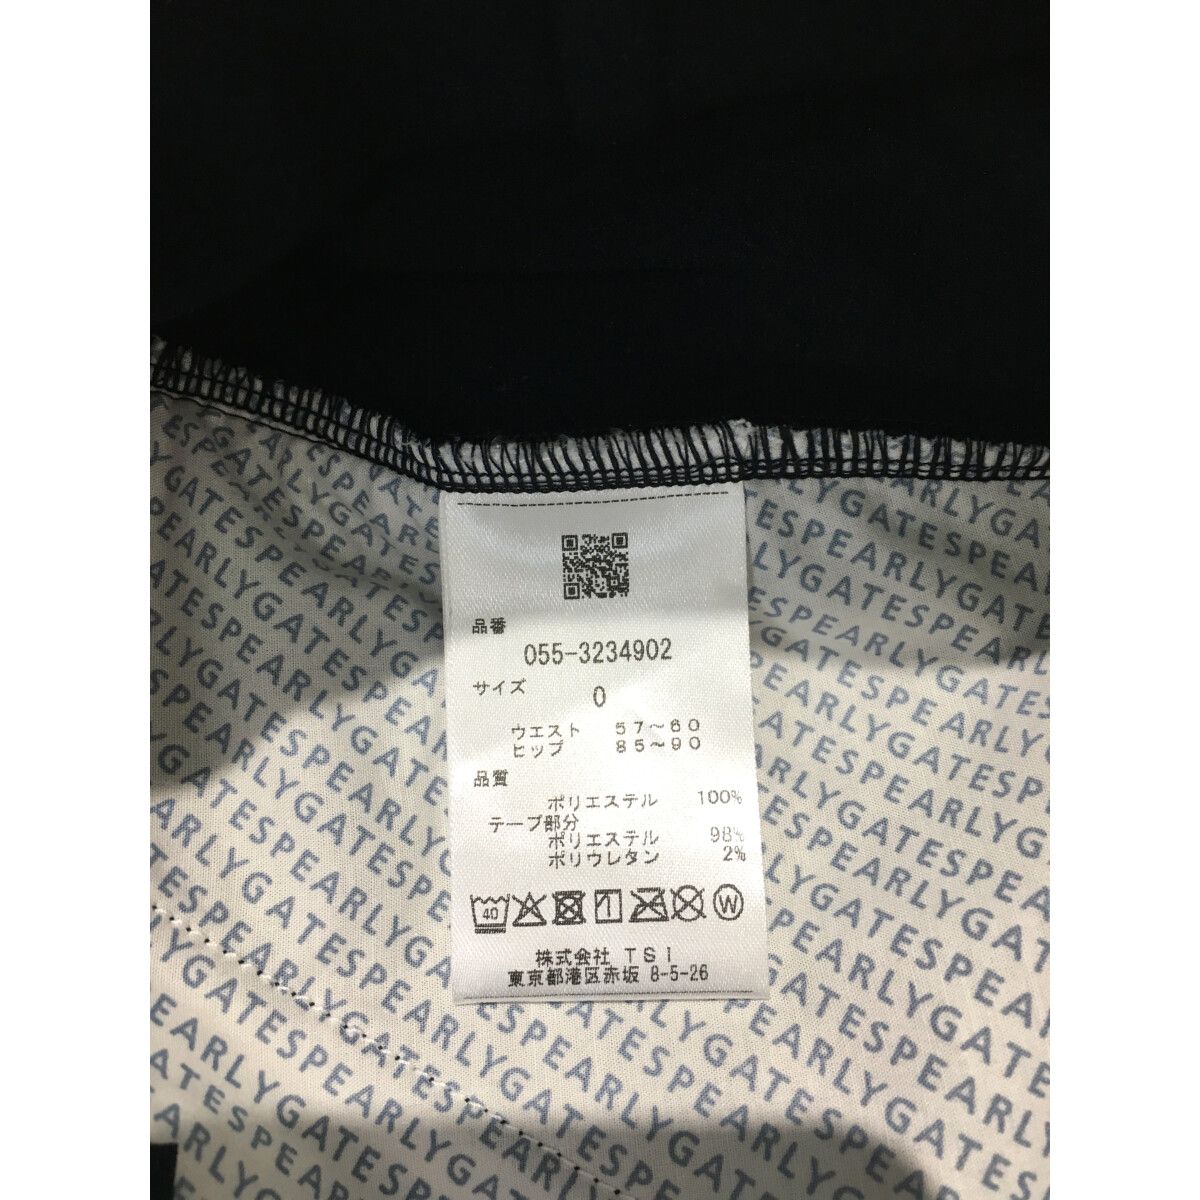 品番
055-3234902
サイズ
0
ウエスト 57～60
ヒップ 85～90
品質
ポリエステル 100%
テープ部分
ポリエステル 98%
ポリウレタン 2%
40 W
株式会社 TSI
東京都港区赤坂 8-5-26
PEARLYGATESPEARLYGATES